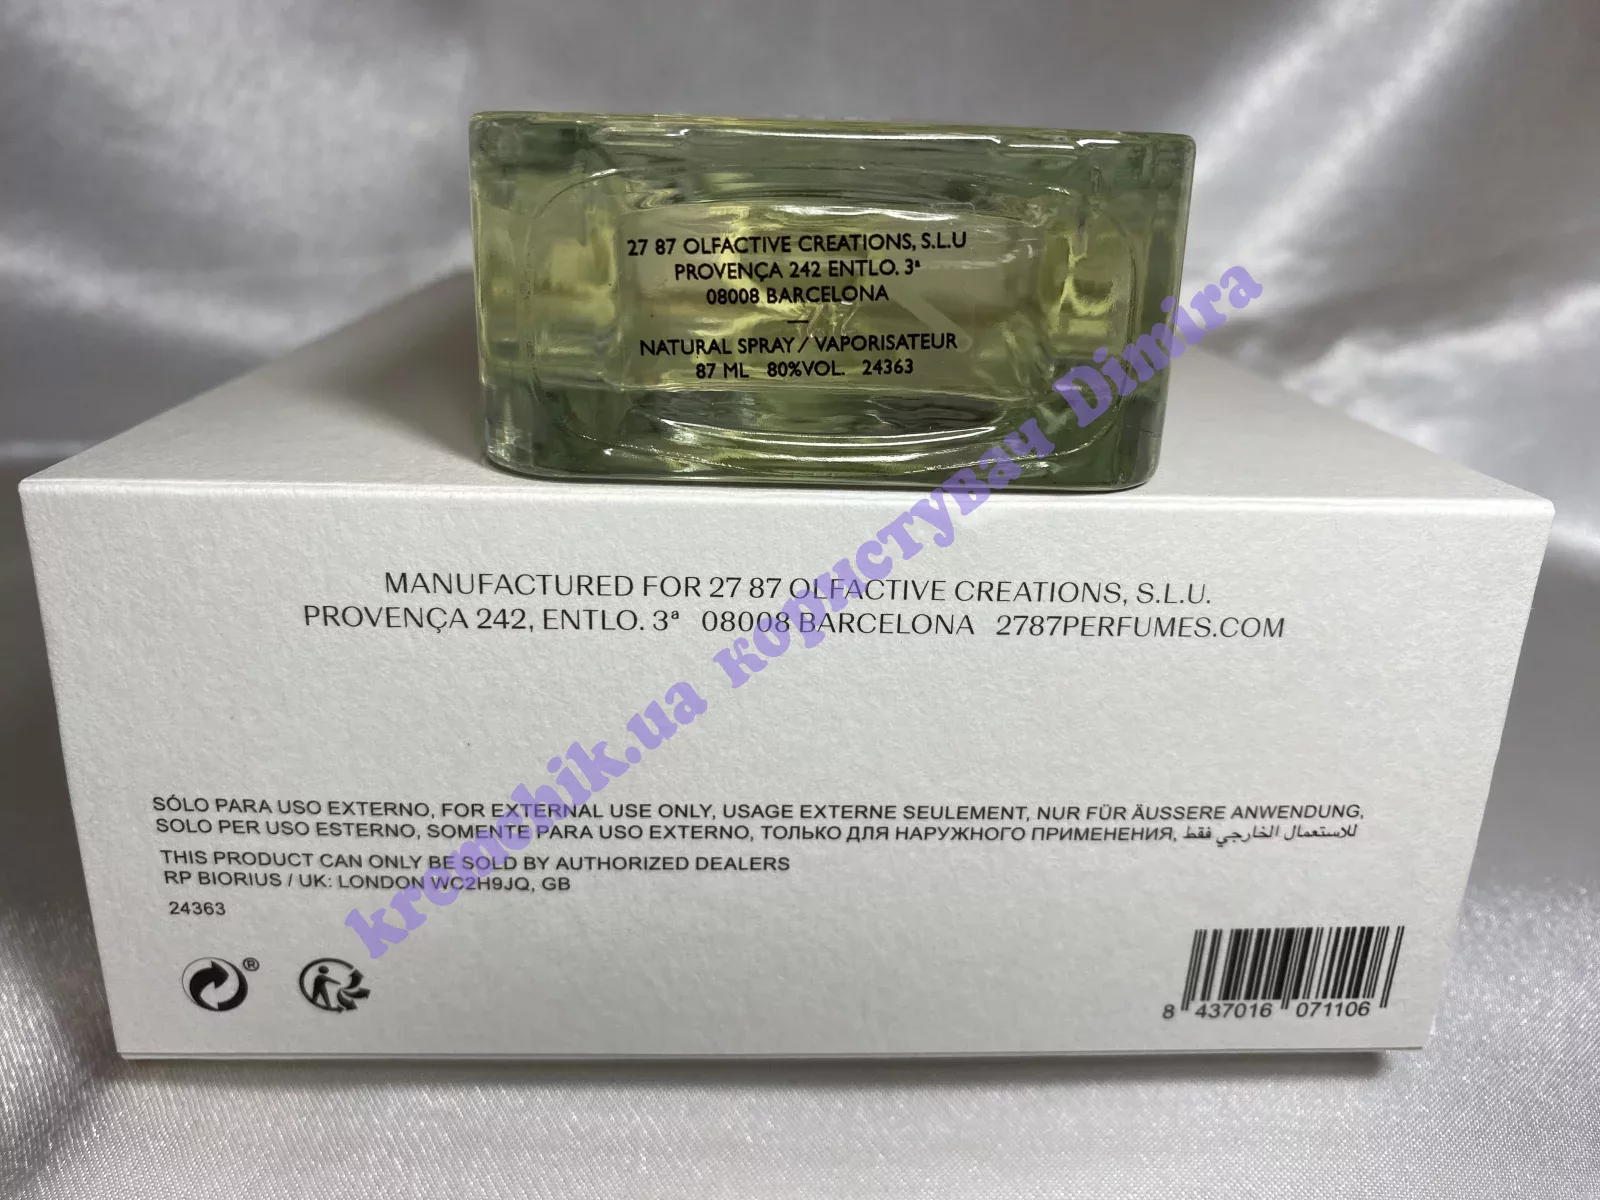 27 87 OLFACTIVE CREATIONS, S.L.U
PROVENÇA 242 ENTLO. 3ª
08008 BARCELONA
—
NATURAL SPRAY / VAPORISATEUR
87 ML 80%VOL. 24363
MANUFACTURED FOR 27 87 OLFACTIVE CREATIONS, S.L.U.
PROVENÇA 242, ENTLO. 3ª 08008 BARCELONA 2787PERFUMES.COM
kremchik.ua користувач Dimira
SÓLO PARA USO EXTERNO, FOR EXTERNAL USE ONLY, USAGE EXTERNE SEULEMENT, NUR FÜR ÄUSSERE ANWENDUNG,
SOLO PER USO ESTERNO, SOMENTE PARA USO EXTERNO, ТОЛЬКО ДЛЯ НАРУЖНОГО ПРИМЕНЕНИЯ, للاستعمال الخارجي فقط
THIS PRODUCT CAN ONLY BE SOLD BY AUTHORIZED DEALERS
RP BIORIUS / UK: LONDON WC2H9JQ, GB
24363
®
8 437016 071106